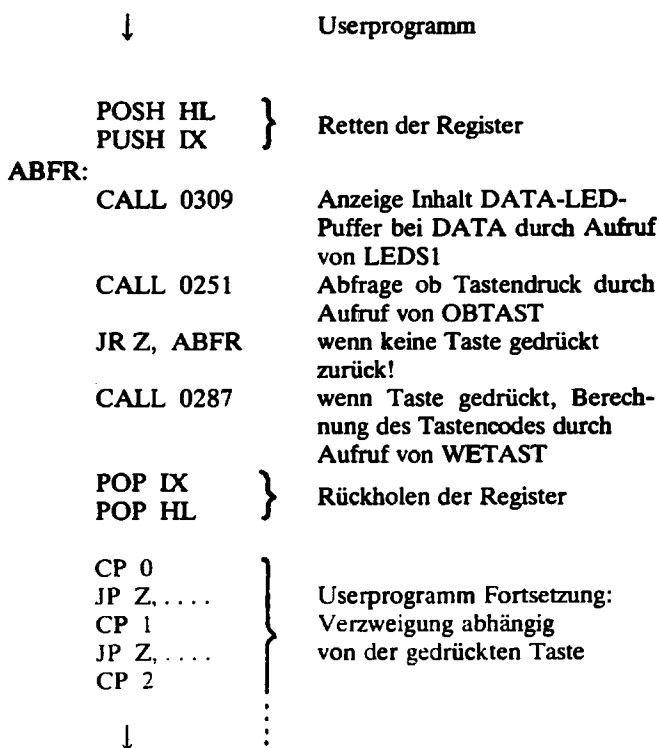 ↓ Userprogramm
POSH HL
PUSH IX
Retten der Register
ABFR:
CALL 0309 Anzeige Inhalt DATA-LED-
Puffer bei DATA durch Aufruf
von LEDS1
CALL 0251 Abfrage ob Tastendruck durch
Aufruf von OBTAST
JR Z, ABFR wenn keine Taste gedrückt
zurück!
CALL 0287 wenn Taste gedrückt, Berech-
nung des Tastencodes durch
Aufruf von WETAST
POP IX
POP HL
Rückholen der Register
CP 0
JP Z, .... Userprogramm Fortsetzung:
CP 1 Verzweigung abhängig
JP Z, .... von der gedrückten Taste
CP 2
↓